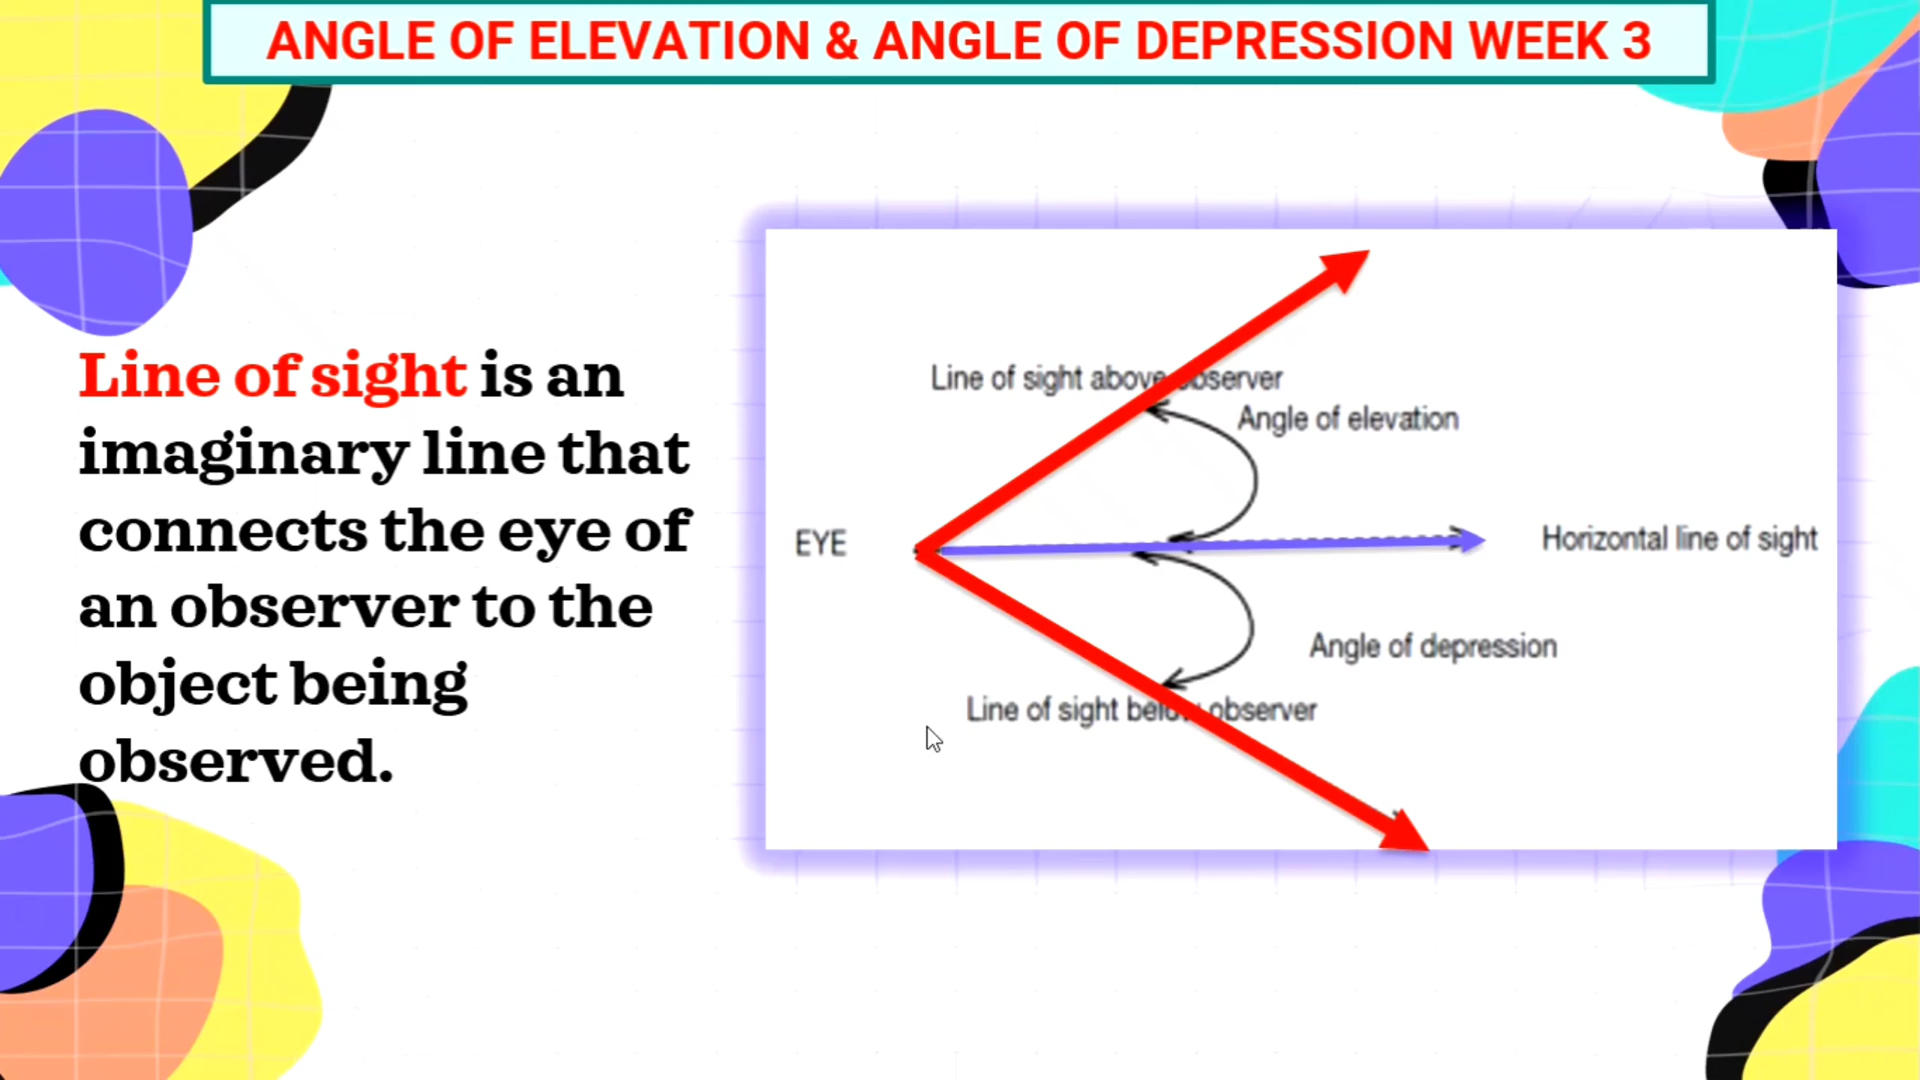 ANGLE OF ELEVATION & ANGLE OF DEPRESSION WEEK 3
Line of sight is an
imaginary line that
connects the eye of
an observer to the
object being
observed.
Line of sight above observer
Angle of elevation
EYE
Horizontal line of sight
Angle of depression
Line of sight below observer